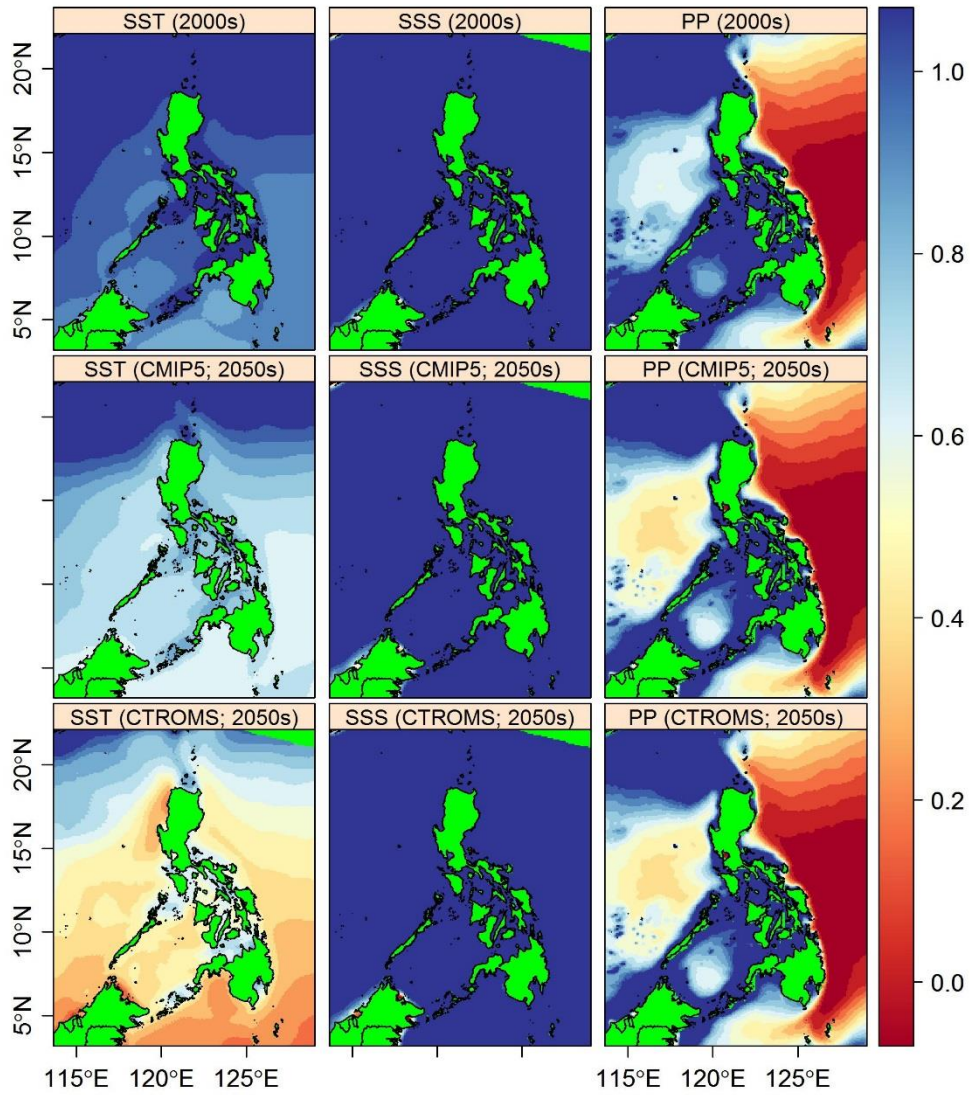 SST (2000s)
SSS (2000s)
PP (2000s)
20°N
15°N
10°N
5°N
SST (CMIP5; 2050s)
SSS (CMIP5; 2050s)
PP (CMIP5; 2050s)
SST (CTROMS; 2050s)
SSS (CTROMS; 2050s)
PP (CTROMS; 2050s)
20°N
15°N
10°N
5°N
115°E 120°E 125°E
115°E 120°E 125°E
1.0
0.8
0.6
0.4
0.2
0.0